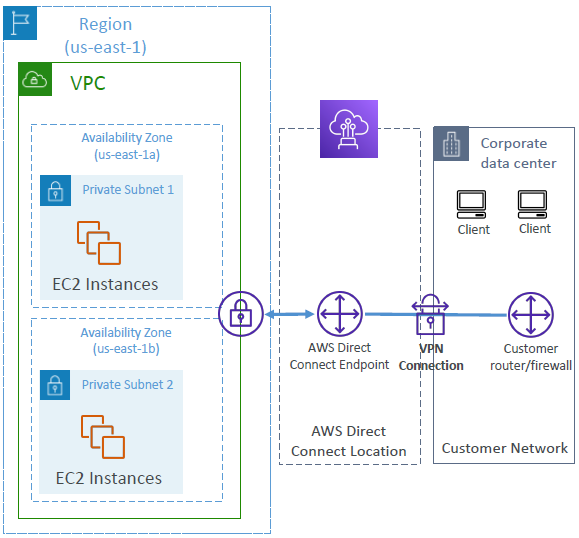 Region
(us-east-1)
VPC
Availability Zone
(us-east-1a)
Private Subnet 1
EC2 Instances
Availability Zone
(us-east-1b)
Private Subnet 2
EC2 Instances
AWS Direct
Connect Endpoint
AWS Direct
Connect Location
VPN
Connection
Corporate
data center
Client
Client
Customer
router/firewall
Customer Network